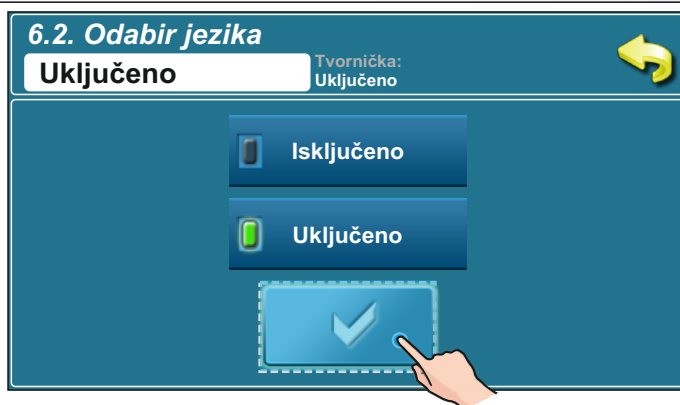 6.2. Odabir jezika
Uključeno
Tvornička:
Uključeno
Isključeno
Uključeno